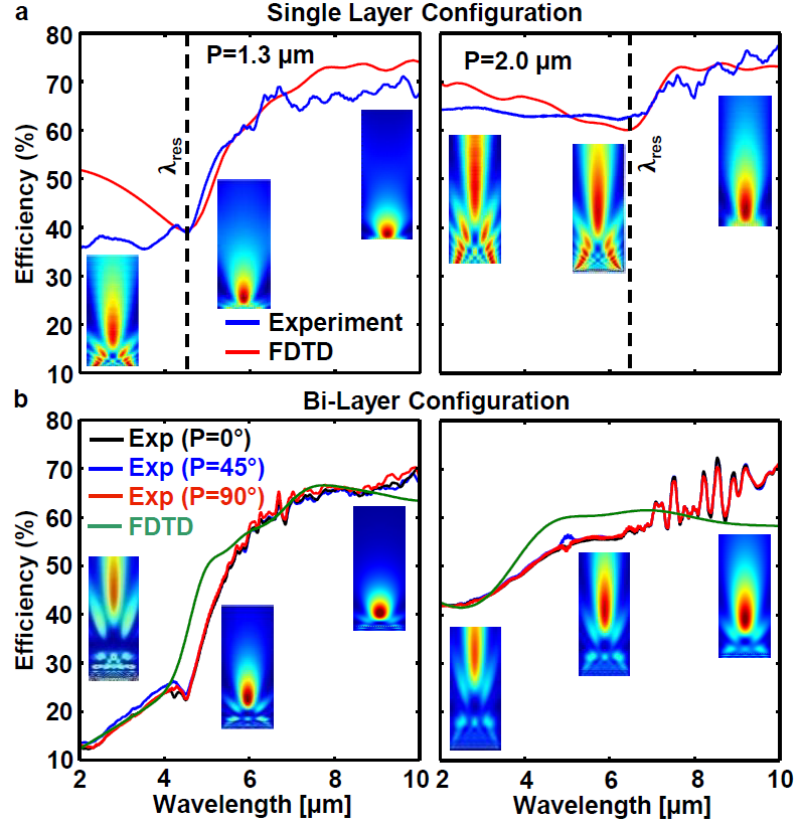 a
Single Layer Configuration
80
70
60
50
40
30
20
10
Efficiency (%)
P=1.3 µm
λres
Experiment
FDTD
P=2.0 µm
λres
b
Bi-Layer Configuration
80
70
60
50
40
30
20
10
Efficiency (%)
Exp (P=0°)
Exp (P=45°)
Exp (P=90°)
FDTD
2 4 6 8 10
2 4 6 8 10
Wavelength [µm]
Wavelength [µm]